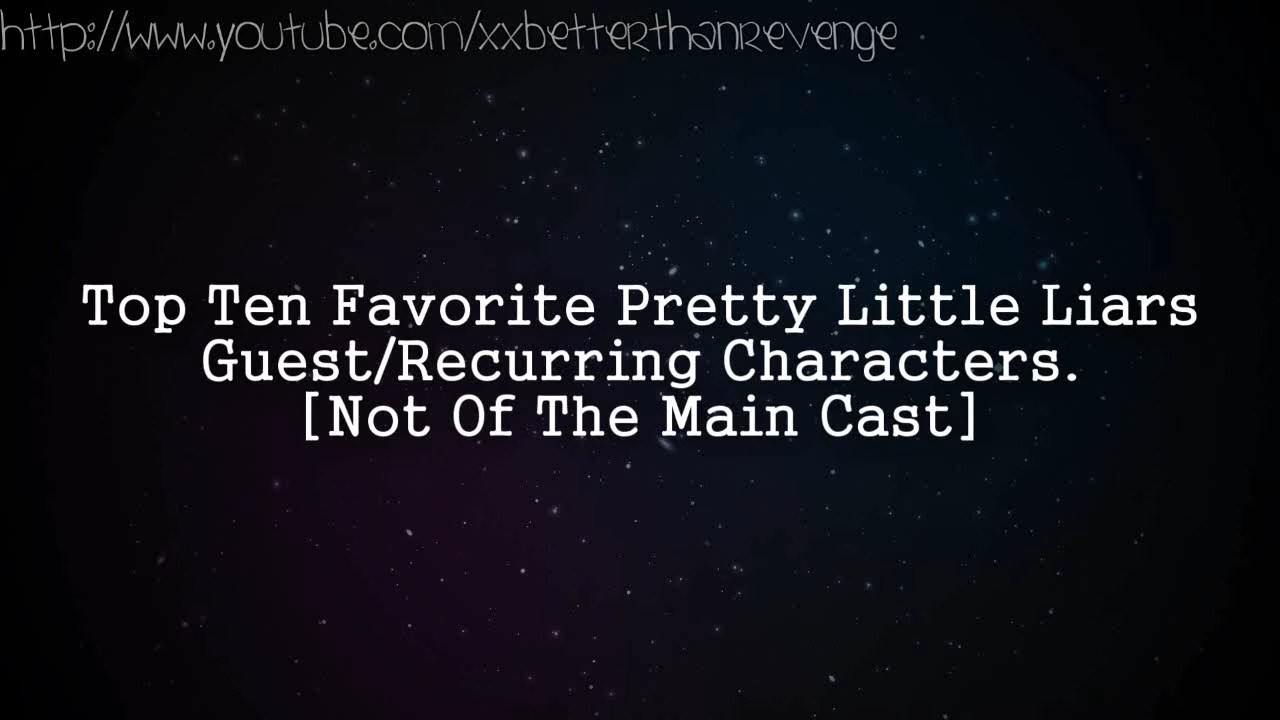 http://www.youtube.com/xxbetterthanrevenge
Top Ten Favorite Pretty Little Liars
Guest/Recurring Characters.
[Not Of The Main Cast]